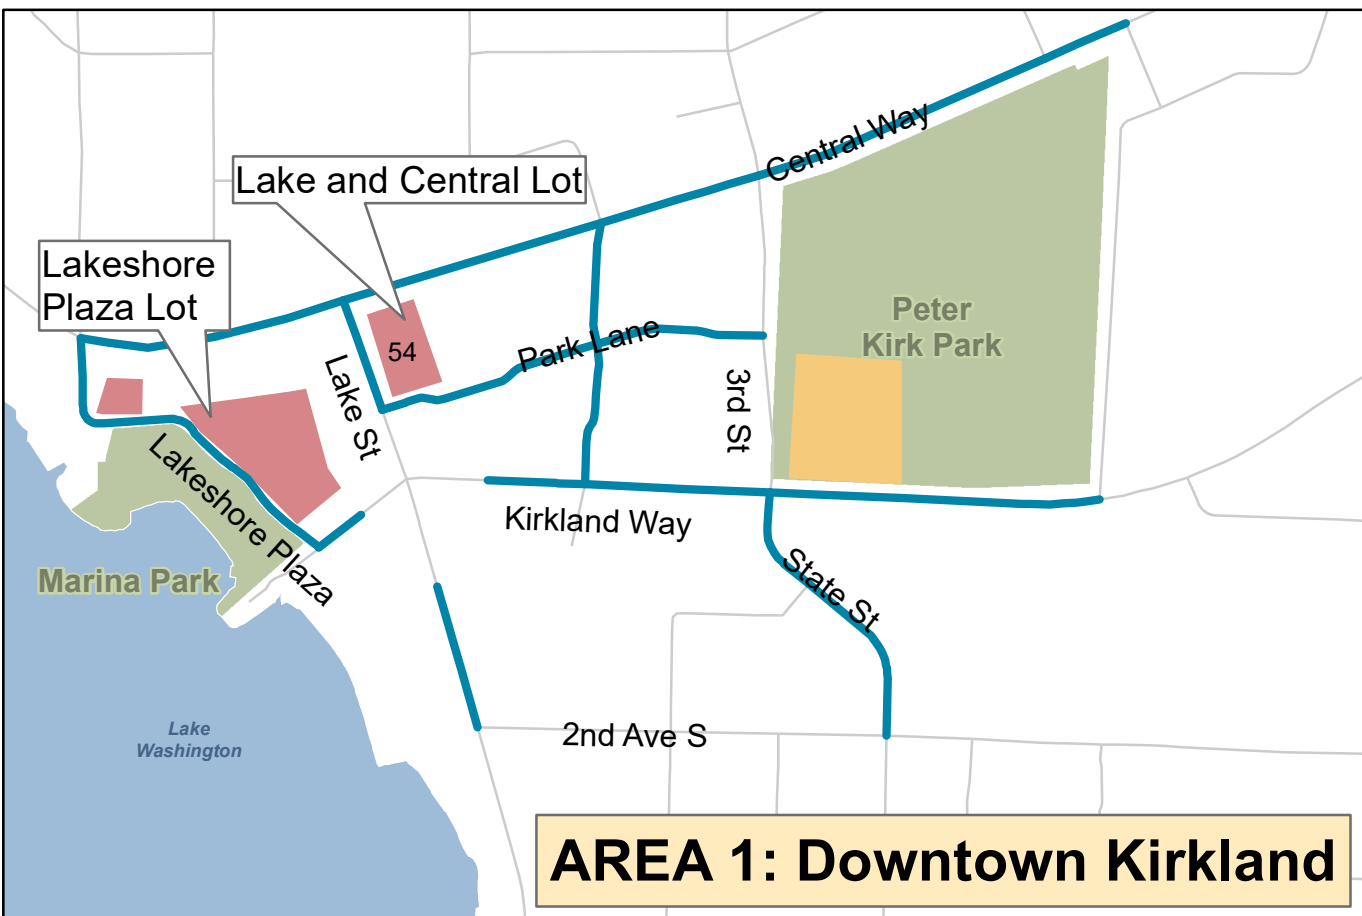 Central Way
Lake and Central Lot
Lakeshore
Plaza Lot
Peter
Kirk Park
54
Park Lane
Lake St
3rd St
Lakeshore Plaza
Kirkland Way
Marina Park
State St
Lake
Washington
2nd Ave S
AREA 1: Downtown Kirkland